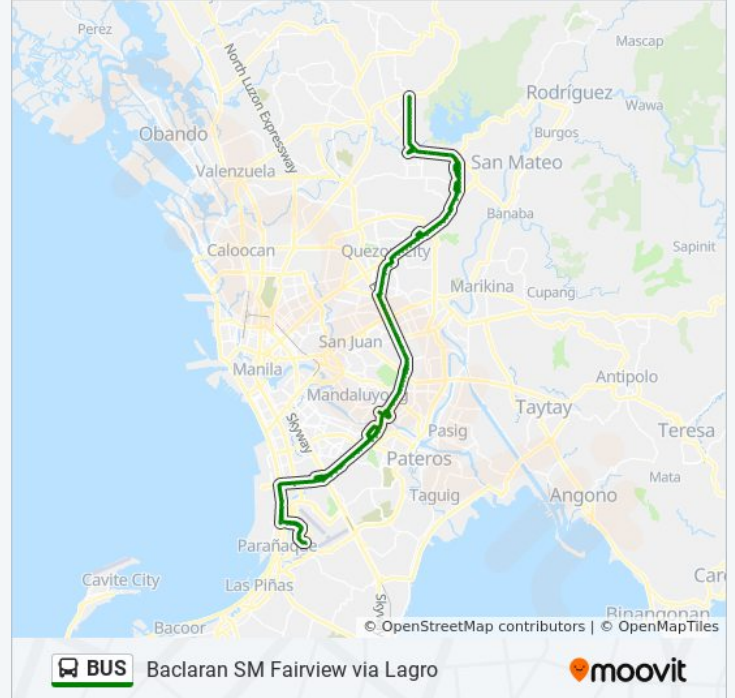 Perez
Mascap
North Luzon Expressway
Rodríguez
Wawa
Obando
Burgos
San Mateo
Valenzuela
Banaba
Caloocan
Quezon City
Sapinit
Marikina
Cupang
San Juan
Manila
Antipolo
Mandaluyong
Taytay
Skyway
Pasig
Teresa
Pateros
Mata
Taguig
Angono
Parañaque
Cavite City
Las Piñas
Car
Sky
Binangonan
Bacoor
© OpenStreetMap contributors | © OpenMapTiles
BUS Baclaran SM Fairview via Lagro
moovit